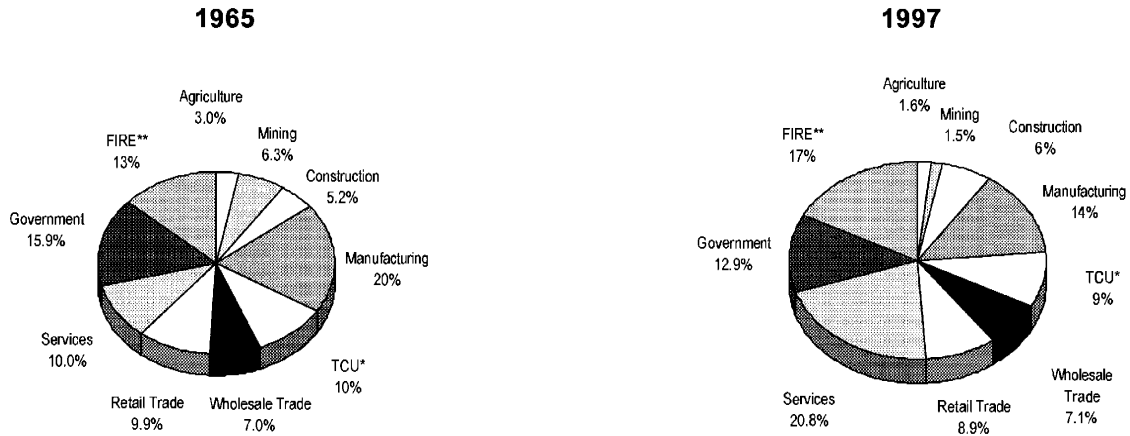 1965
Agriculture
3.0%
Mining
6.3%
Construction
5.2%
Manufacturing
20%
TCU*
10%
Wholesale Trade
7.0%
Retail Trade
9.9%
Services
10.0%
Government
15.9%
FIRE**
13%
1997
Agriculture
1.6%
Mining
1.5%
Construction
6%
Manufacturing
14%
TCU*
9%
Wholesale
Trade
7.1%
Retail Trade
8.9%
Services
20.8%
Government
12.9%
FIRE**
17%